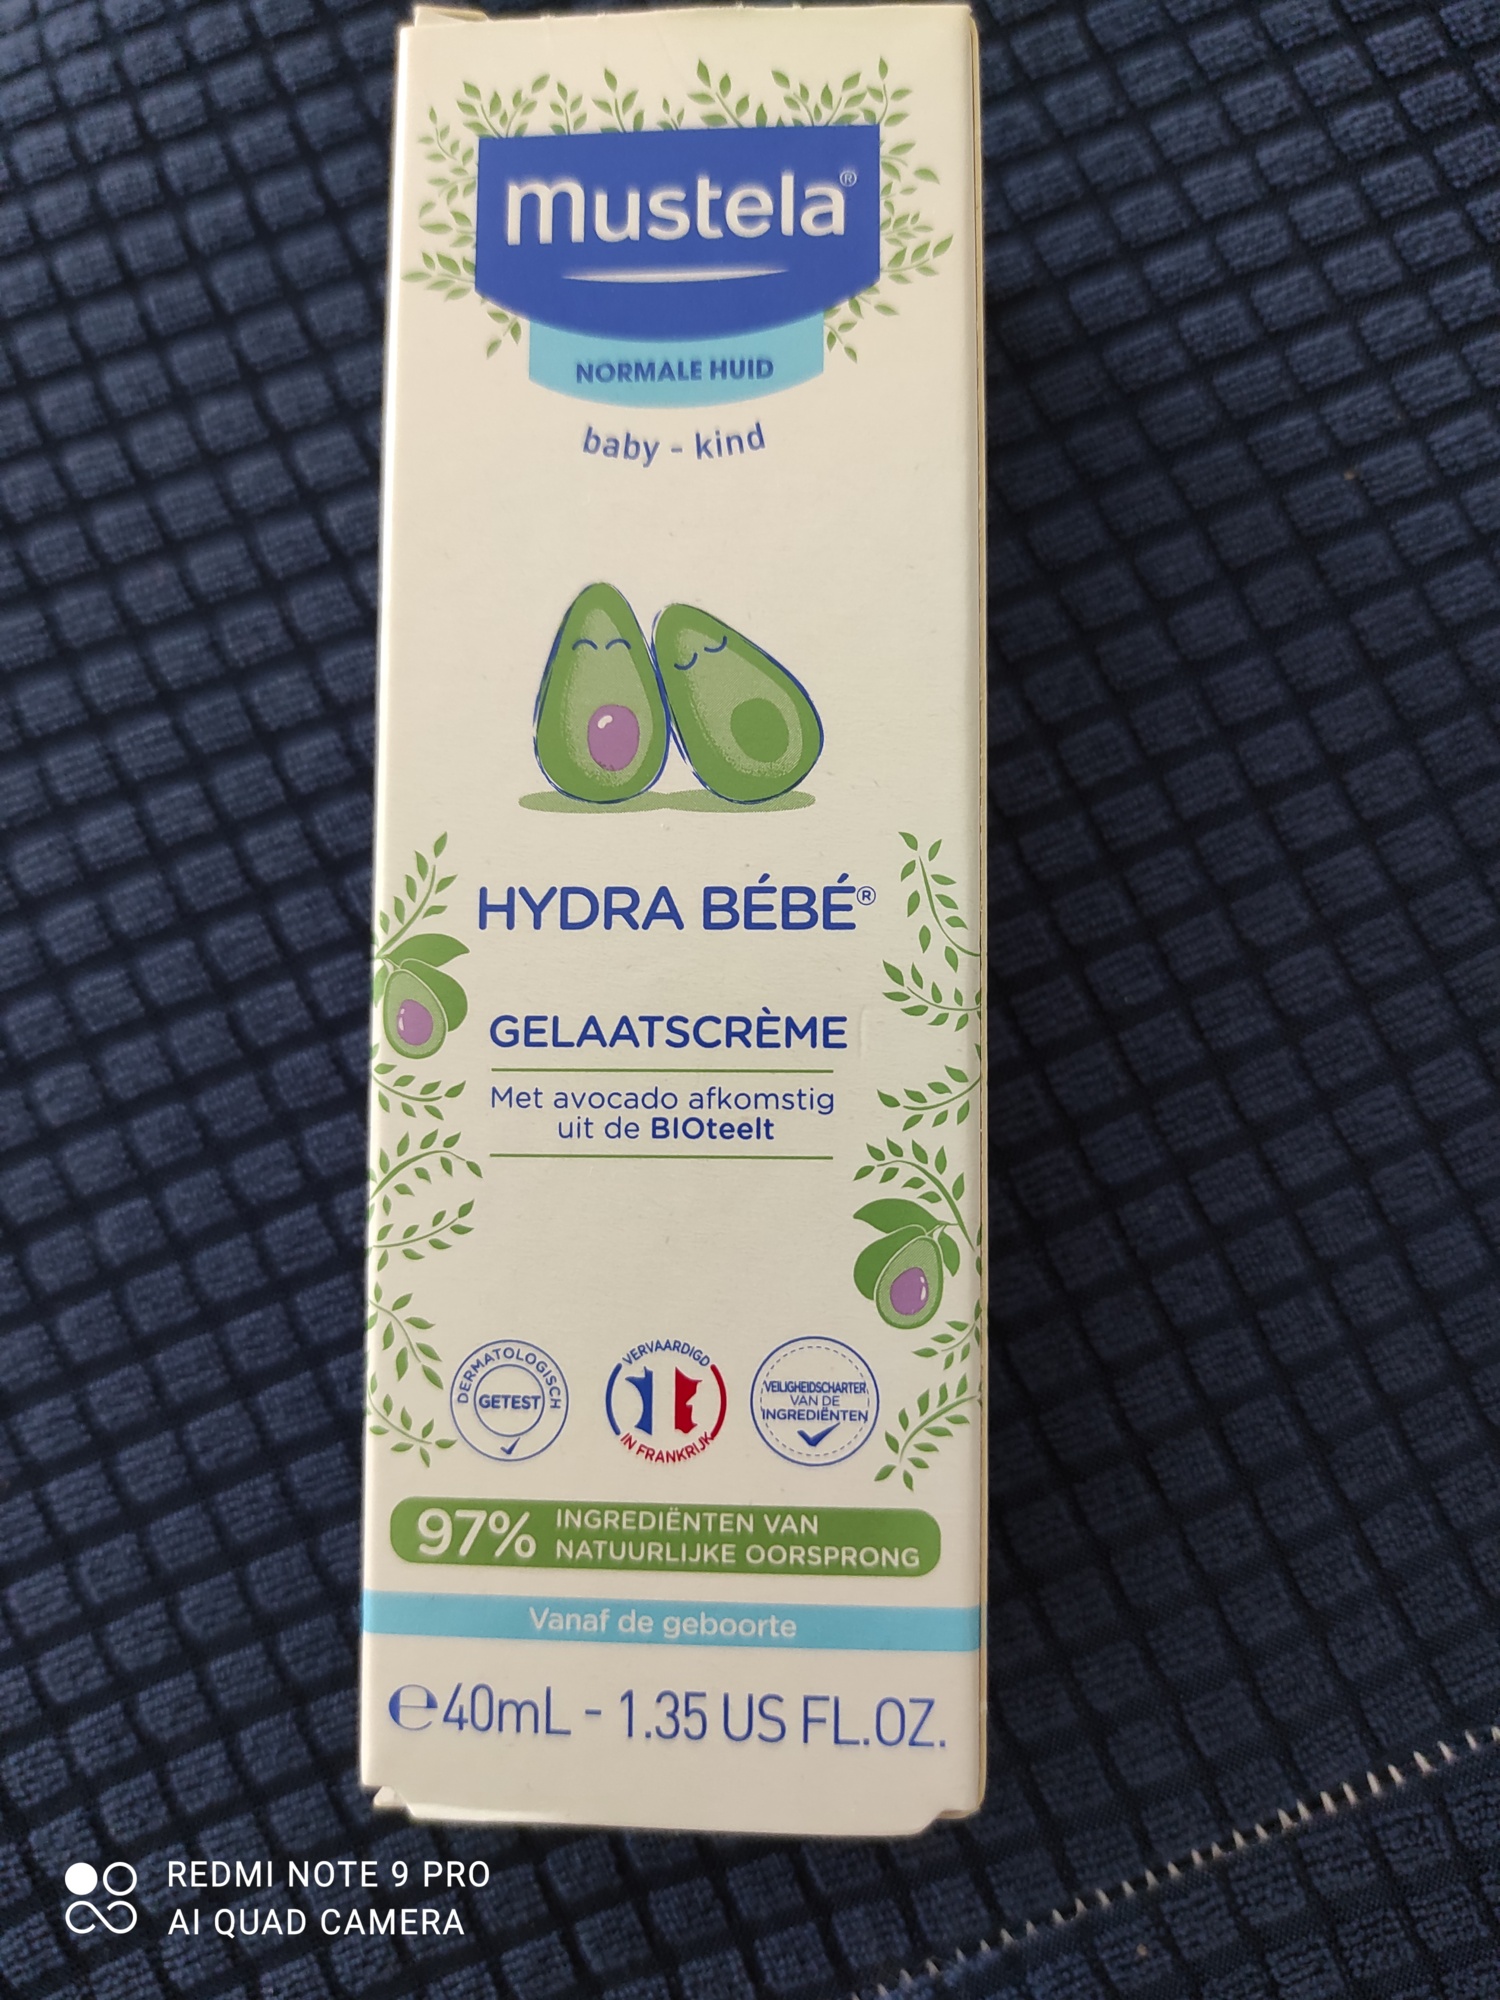 mustela®
NORMALE HUID
baby - kind
HYDRA BÉBÉ®
GELAATSCRÈME
Met avocado afkomstig
uit de BIOteelt
DERMATOLOGISCH
GETEST
VERVAARDIGD
IN FRANKRIJK
VEILIGHEIDSCHARTER
VAN DE
INGREDIËNTEN
97% INGREDIËNTEN VAN
NATUURLIJKE OORSPRONG
Vanaf de geboorte
℮40mL - 1.35 US FL.OZ.
REDMI NOTE 9 PRO
AI QUAD CAMERA